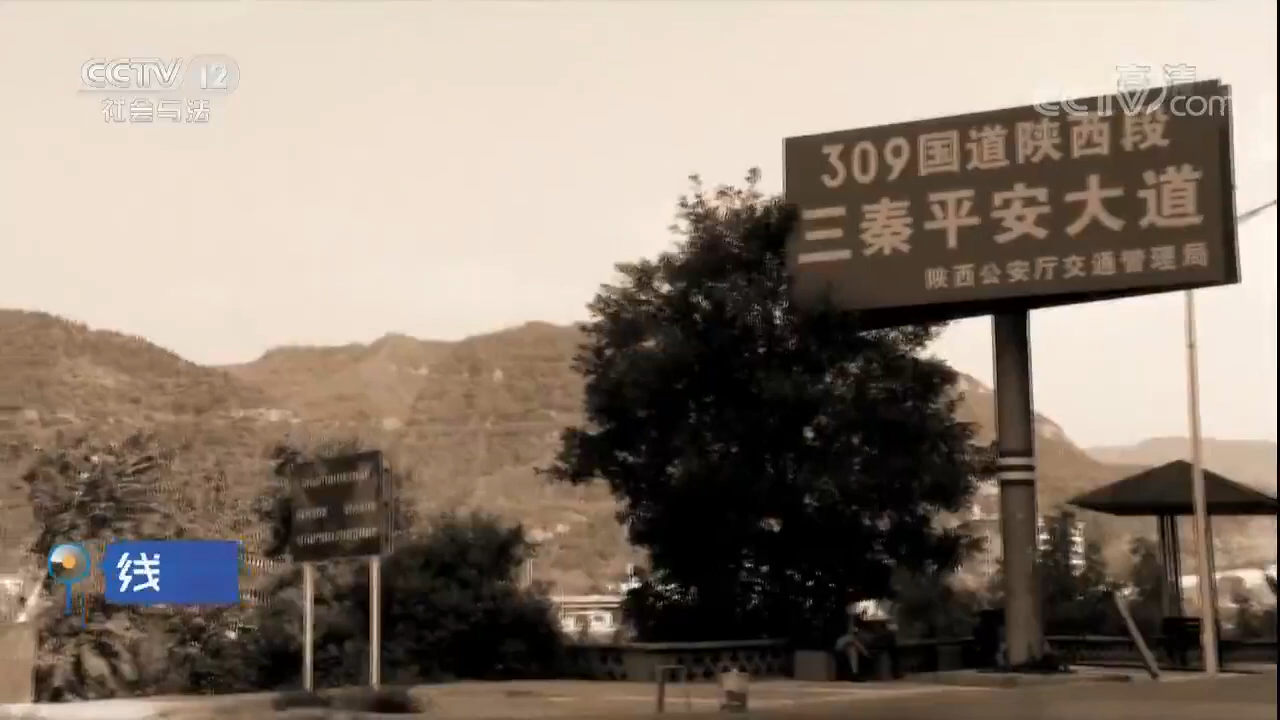 CCTV 12
社会与法
高清
CCTV.com
309国道陕西段
三秦平安大道
陕西公安厅交通管理局
线